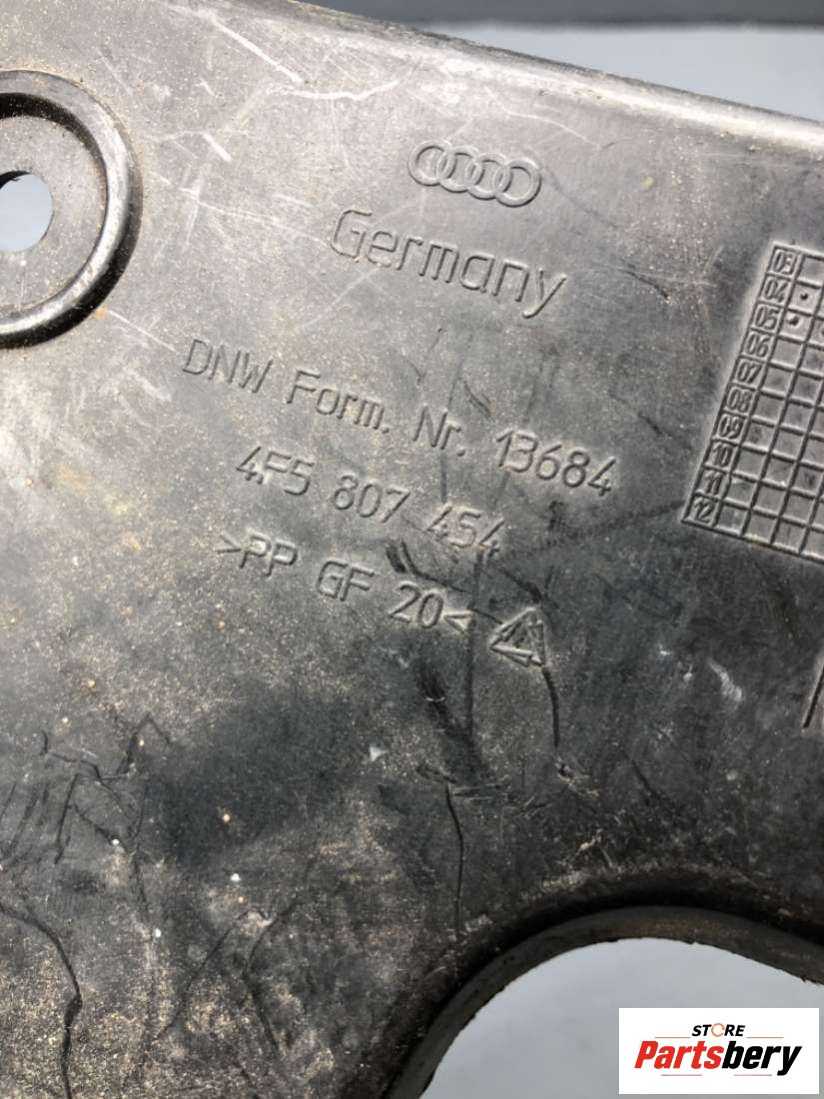 Germany
DNW Form. Nr. 13684
4F5 807 454
>PP GF 20<
03
04
05
06
07
08
09
10
11
12
STORE
Partsbery